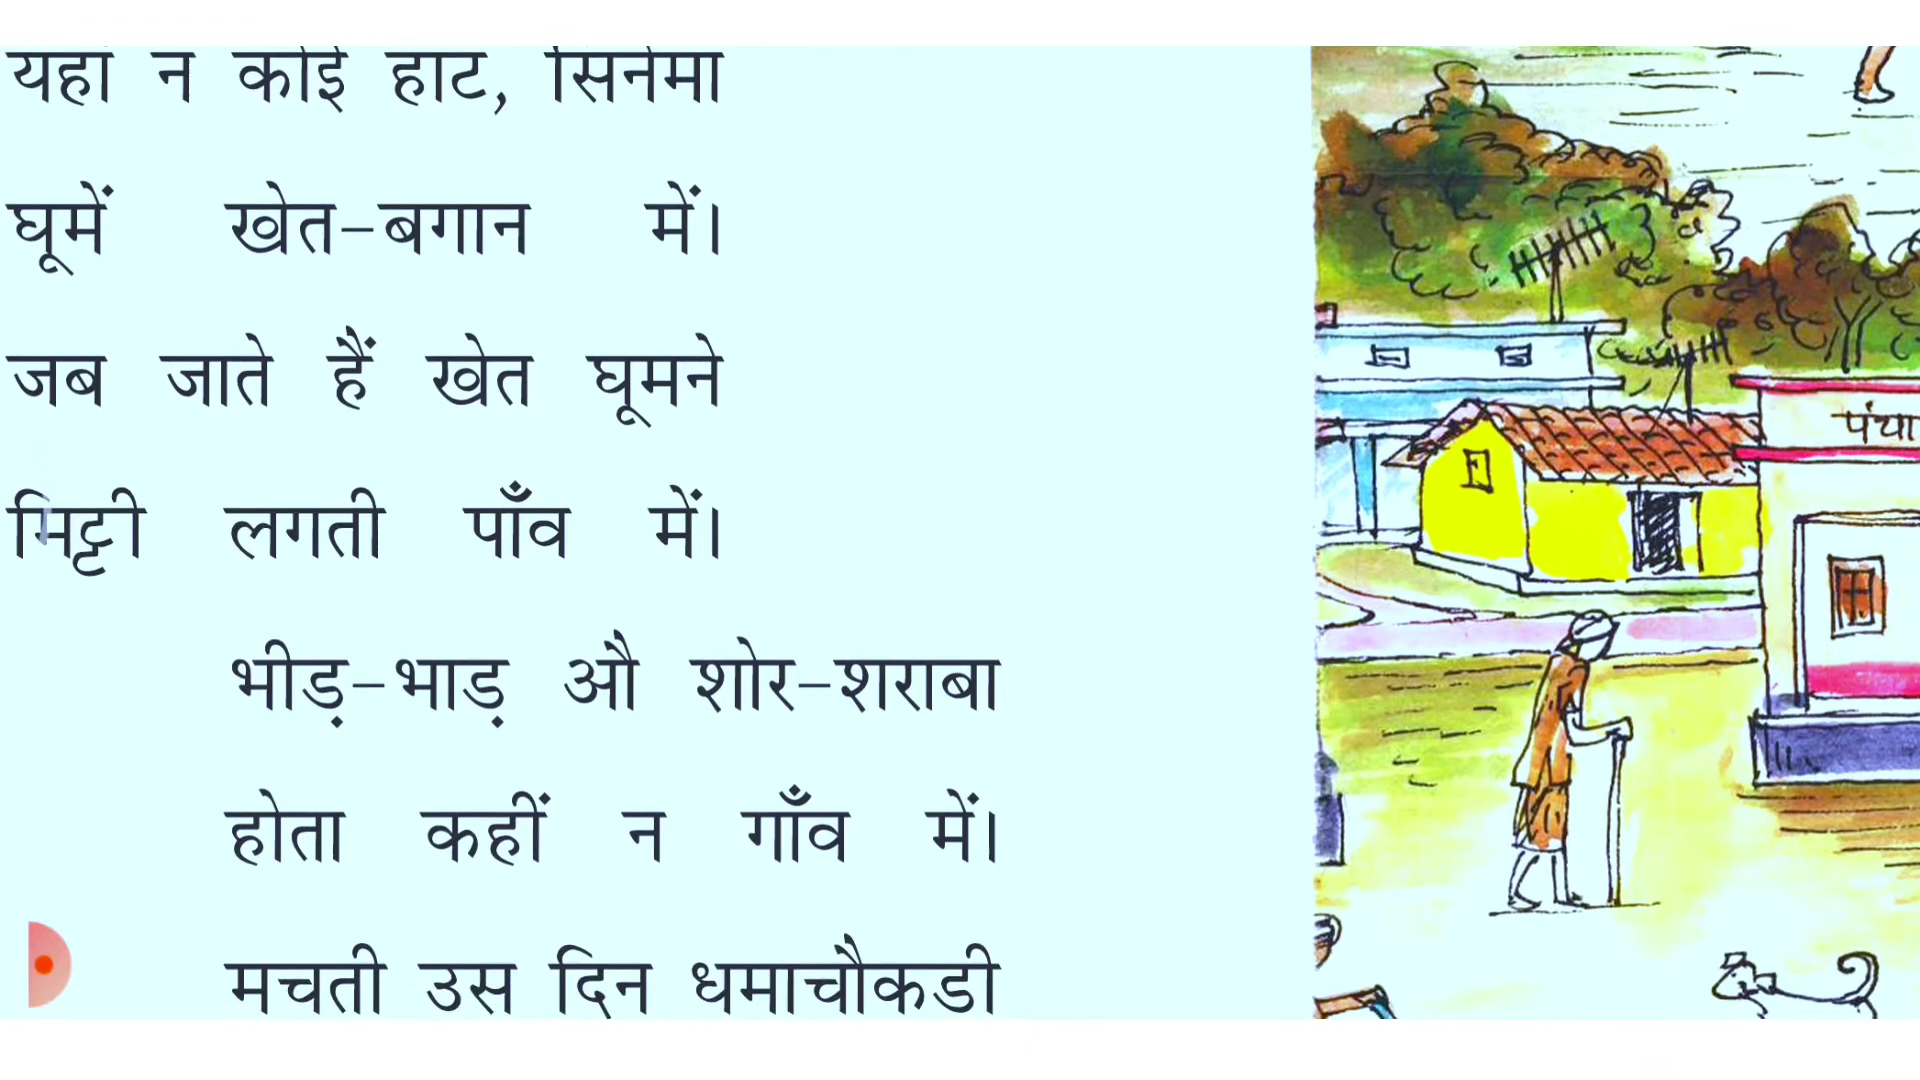 यहाँ न कोई हाट, सिनेमा
घूमें खेत-बगान में।
जब जाते हैं खेत घूमने
मिट्टी लगती पाँव में।
भीड़-भाड़ औ शोर-शराबा
होता कहीं न गाँव में।
मचती उस दिन धमाचौकडी
पंचा